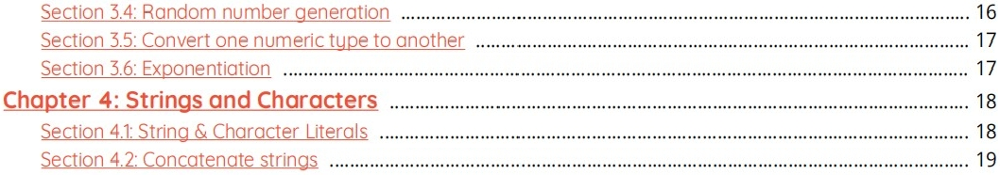 Section 3.4: Random number generation ........................................................................................................ 16
Section 3.5: Convert one numeric type to another ........................................................................................................ 17
Section 3.6: Exponentiation ........................................................................................................ 17
Chapter 4: Strings and Characters ........................................................................................................ 18
Section 4.1: String & Character Literals ........................................................................................................ 18
Section 4.2: Concatenate strings ........................................................................................................ 19